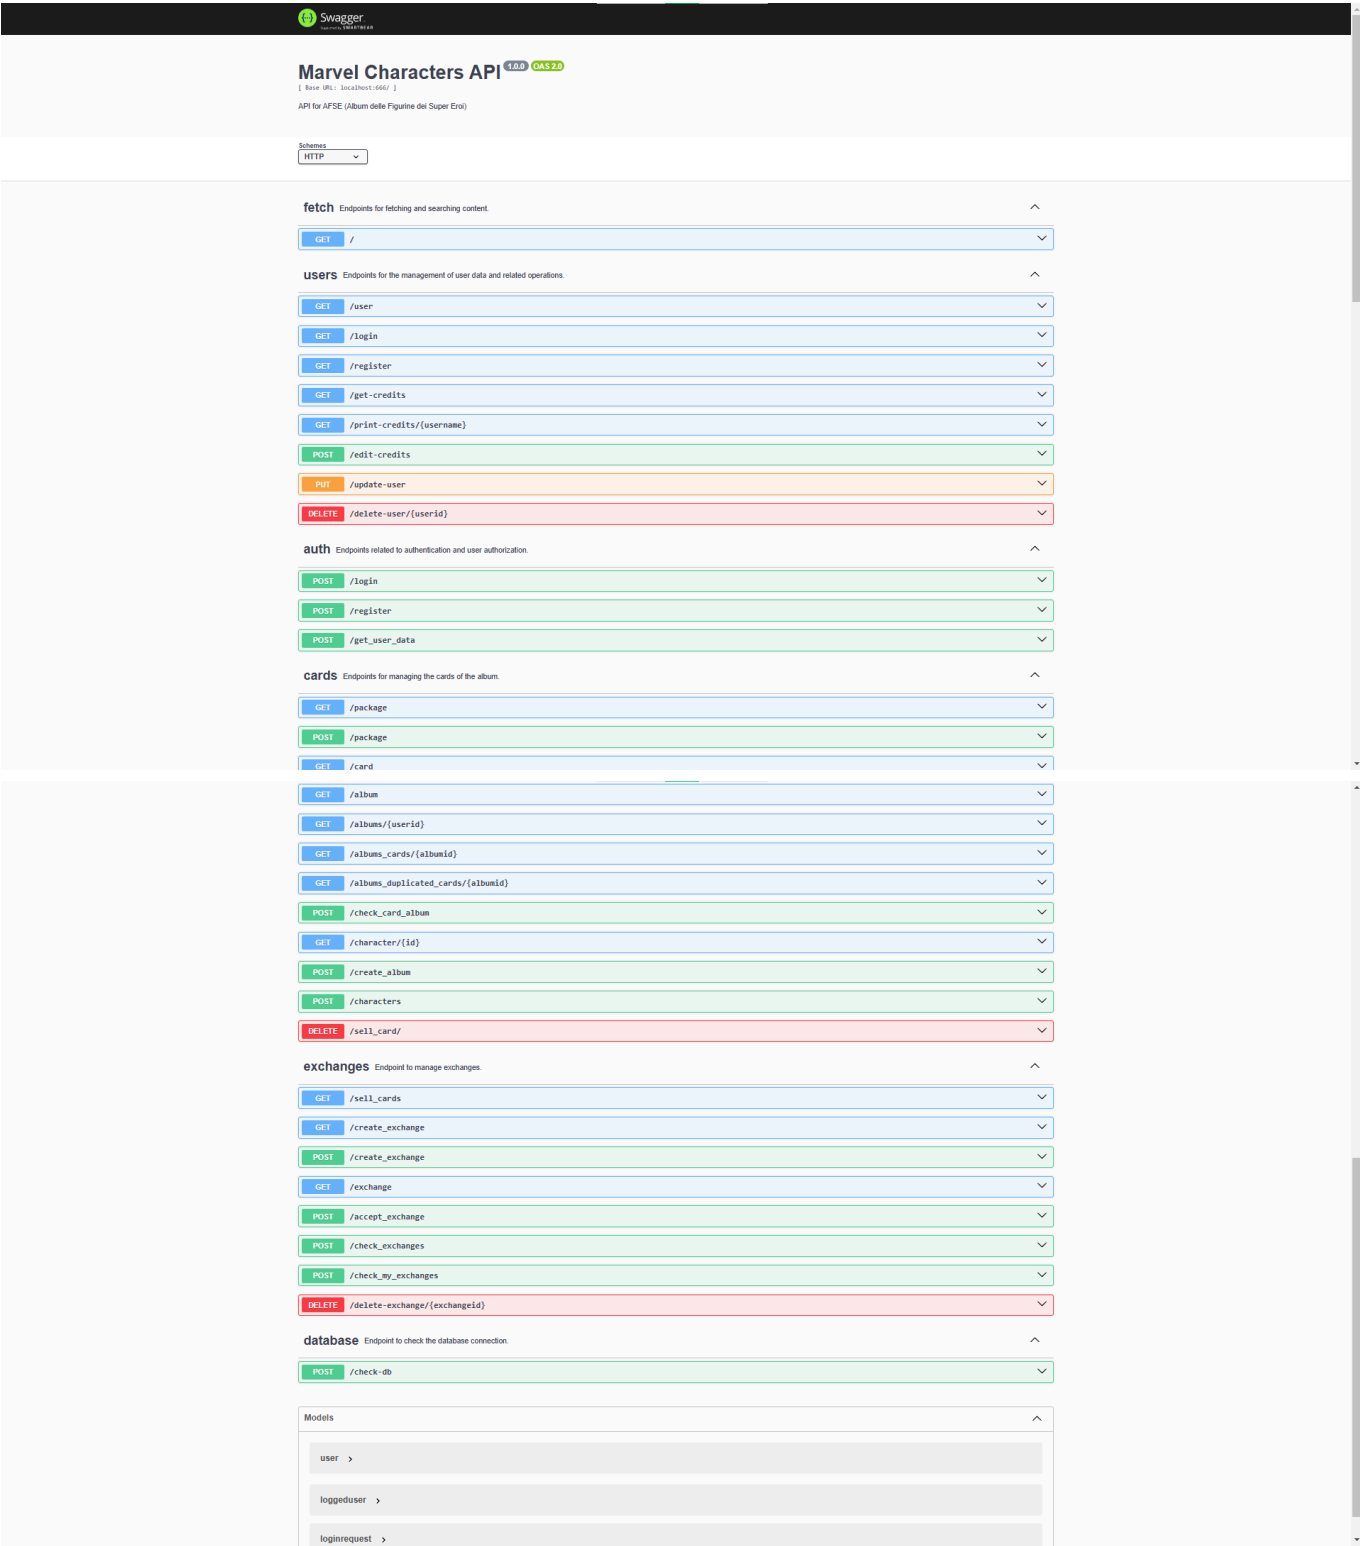 Swagger.
Supported by SMARTBEAR
Marvel Characters API 1.0.0 OAS 2.0
[ Base URL: localhost:666/ ]
API for AFSE (Album delle Figurine dei Super Eroi)
Schemes
HTTP
fetch Endpoints for fetching and searching content.
GET /
users Endpoints for the management of user data and related operations.
GET /user
GET /login
GET /register
GET /get-credits
GET /print-credits/{username}
POST /edit-credits
PUT /update-user
DELETE /delete-user/{userid}
auth Endpoints related to authentication and user authorization.
POST /login
POST /register
POST /get_user_data
cards Endpoints for managing the cards of the album.
GET /package
POST /package
GET /card
GET /album
GET /albums/{userid}
GET /albums_cards/{albumid}
GET /albums_duplicated_cards/{albumid}
POST /check_card_album
GET /character/{id}
POST /create_album
POST /characters
DELETE /sell_card/
exchanges Endpoint to manage exchanges.
GET /sell_cards
GET /create_exchange
POST /create_exchange
GET /exchange
POST /accept_exchange
POST /check_exchanges
POST /check_my_exchanges
DELETE /delete-exchange/{exchangeid}
database Endpoint to check the database connection.
POST /check-db
Models
user
loggeduser
loginrequest